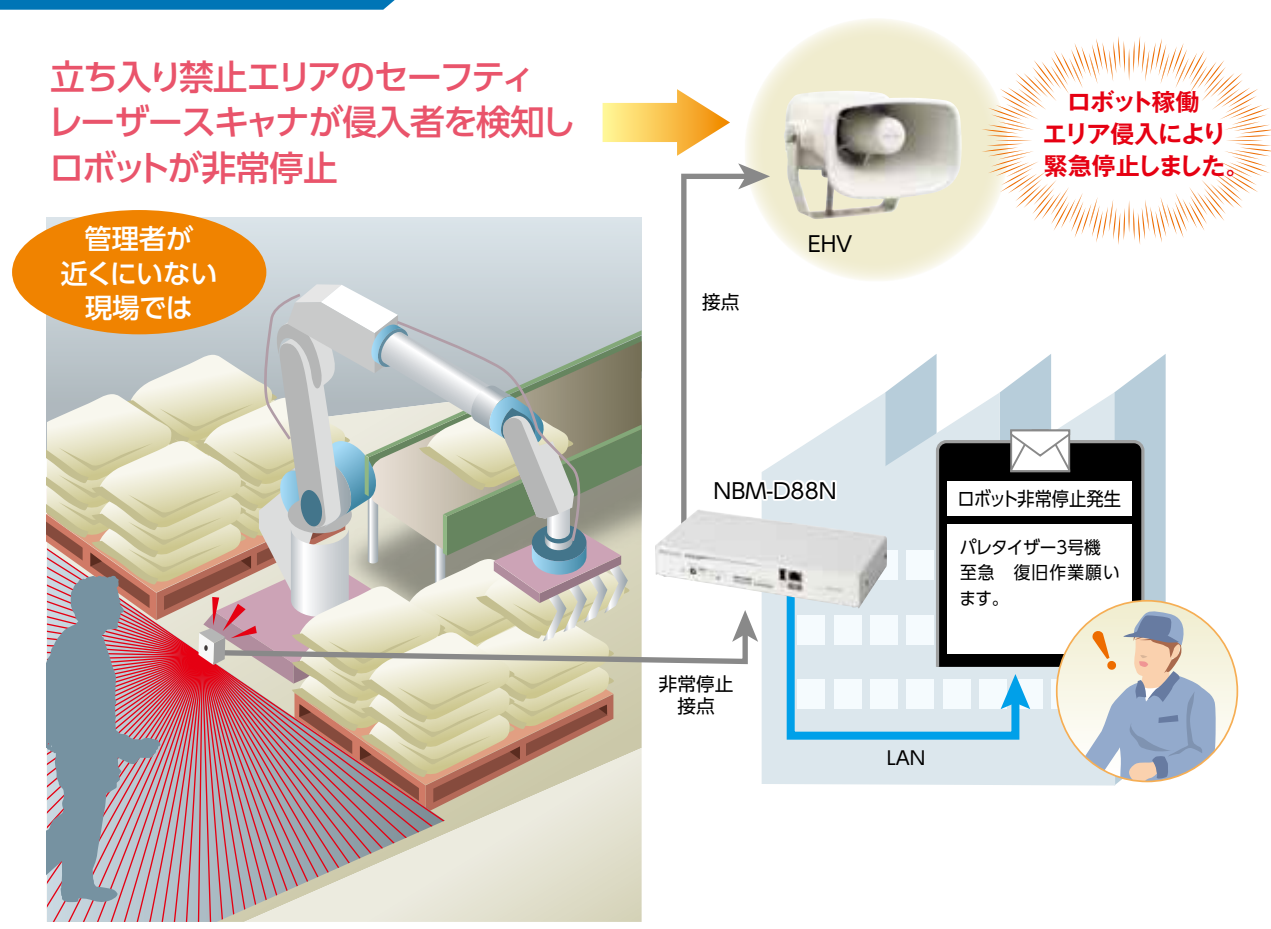 立ち入り禁止エリアのセーフティ
レーザースキャナが侵入者を検知し
ロボットが非常停止
ロボット稼働
エリア侵入により
緊急停止しました。
管理者が
近くにいない
現場では
EHV
接点
NBM-D88N
ロボット非常停止発生
パレタイザー3号機
至急　復旧作業願い
ます。
非常停止
接点
LAN